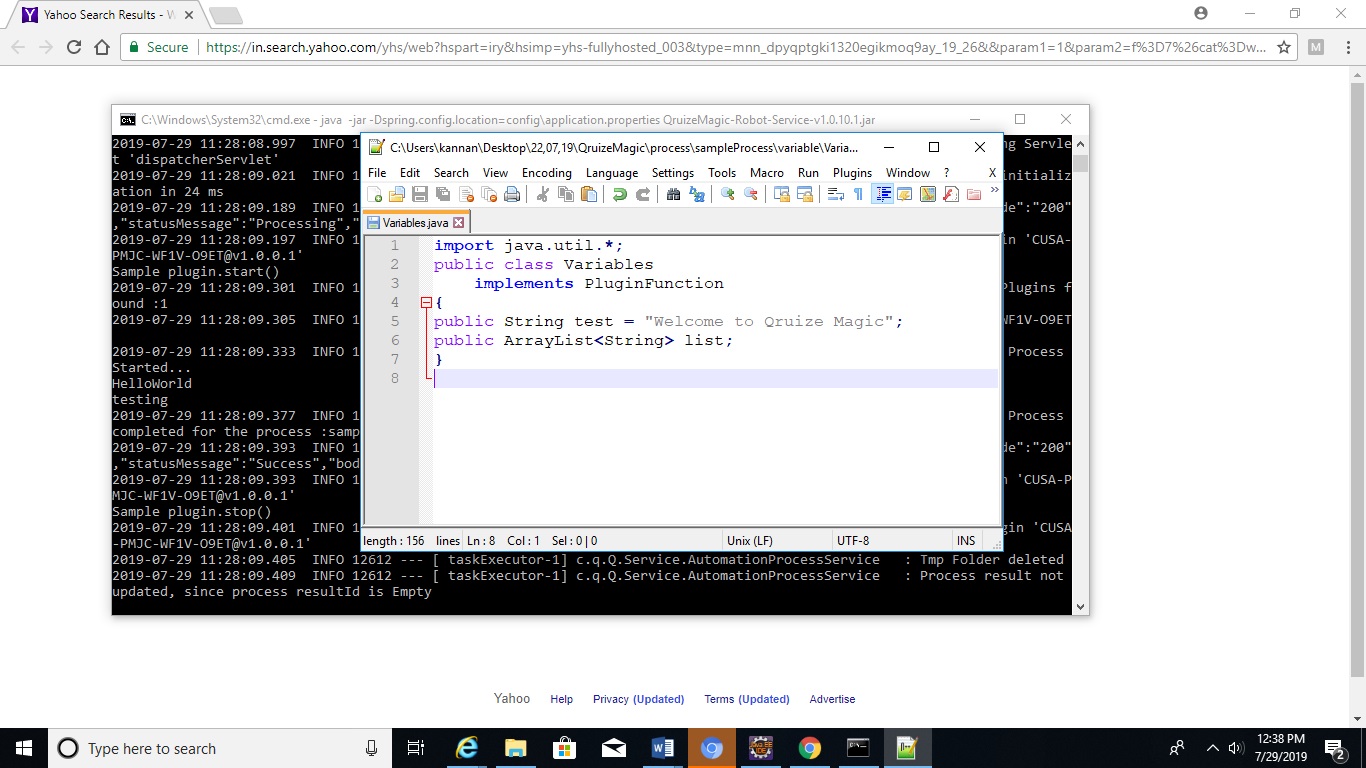 Yahoo Search Results - W
Secure
https://in.search.yahoo.com/yhs/web?hspart=iry&hsimp=yhs-fullyhosted_003&type=mnn_dpyqptgki1320egikmoq9ay_19_26&&param1=1&param2=f%3D7%26cat%3Dw...
M
C:\Windows\System32\cmd.exe - java  -jar -Dspring.config.location=config\application.properties QruizeMagic-Robot-Service-v1.0.10.1.jar
2019-07-29 11:28:08.997  INFO 1 ng Servle
t 'dispatcherServlet'
2019-07-29 11:28:09.021  INFO 1 initializ
ation in 24 ms
2019-07-29 11:28:09.189  INFO 1 de":"200"
,"statusMessage":"Processing","
2019-07-29 11:28:09.197  INFO 1 in 'CUSA-
PMJC-WF1V-O9ET@v1.0.0.1'
Sample plugin.start()
2019-07-29 11:28:09.301  INFO 1 Plugins f
ound :1
2019-07-29 11:28:09.305  INFO 1 WF1V-O9ET
2019-07-29 11:28:09.333  INFO 1 Process
Started...
HelloWorld
testing
2019-07-29 11:28:09.377  INFO 1 Process
completed for the process :samp
2019-07-29 11:28:09.393  INFO 1 de":"200"
,"statusMessage":"Success","bod
2019-07-29 11:28:09.393  INFO 1 n 'CUSA-P
MJC-WF1V-O9ET@v1.0.0.1'
Sample plugin.stop()
2019-07-29 11:28:09.401  INFO 1 gin 'CUSA
-PMJC-WF1V-O9ET@v1.0.0.1'
2019-07-29 11:28:09.405  INFO 12612 --- [ taskExecutor-1] c.q.Q.Service.AutomationProcessService   : Tmp Folder deleted
2019-07-29 11:28:09.409  INFO 12612 --- [ taskExecutor-1] c.q.Q.Service.AutomationProcessService   : Process result not
updated, since process resultId is Empty
C:\Users\kannan\Desktop\22,07,19\QruizeMagic\process\sampleProcess\variable\Varia...
File Edit Search View Encoding Language Settings Tools Macro Run Plugins Window ? X
Variables.java
1 import java.util.*;
2 public class Variables
3 implements PluginFunction
4 {
5 public String test = "Welcome to Qruize Magic";
6 public ArrayList<String> list;
7 }
8
length : 156 lines Ln : 8 Col : 1 Sel : 0 | 0 Unix (LF) UTF-8 INS
Yahoo Help Privacy (Updated) Terms (Updated) Advertise
Type here to search
12:38 PM
7/29/2019
2